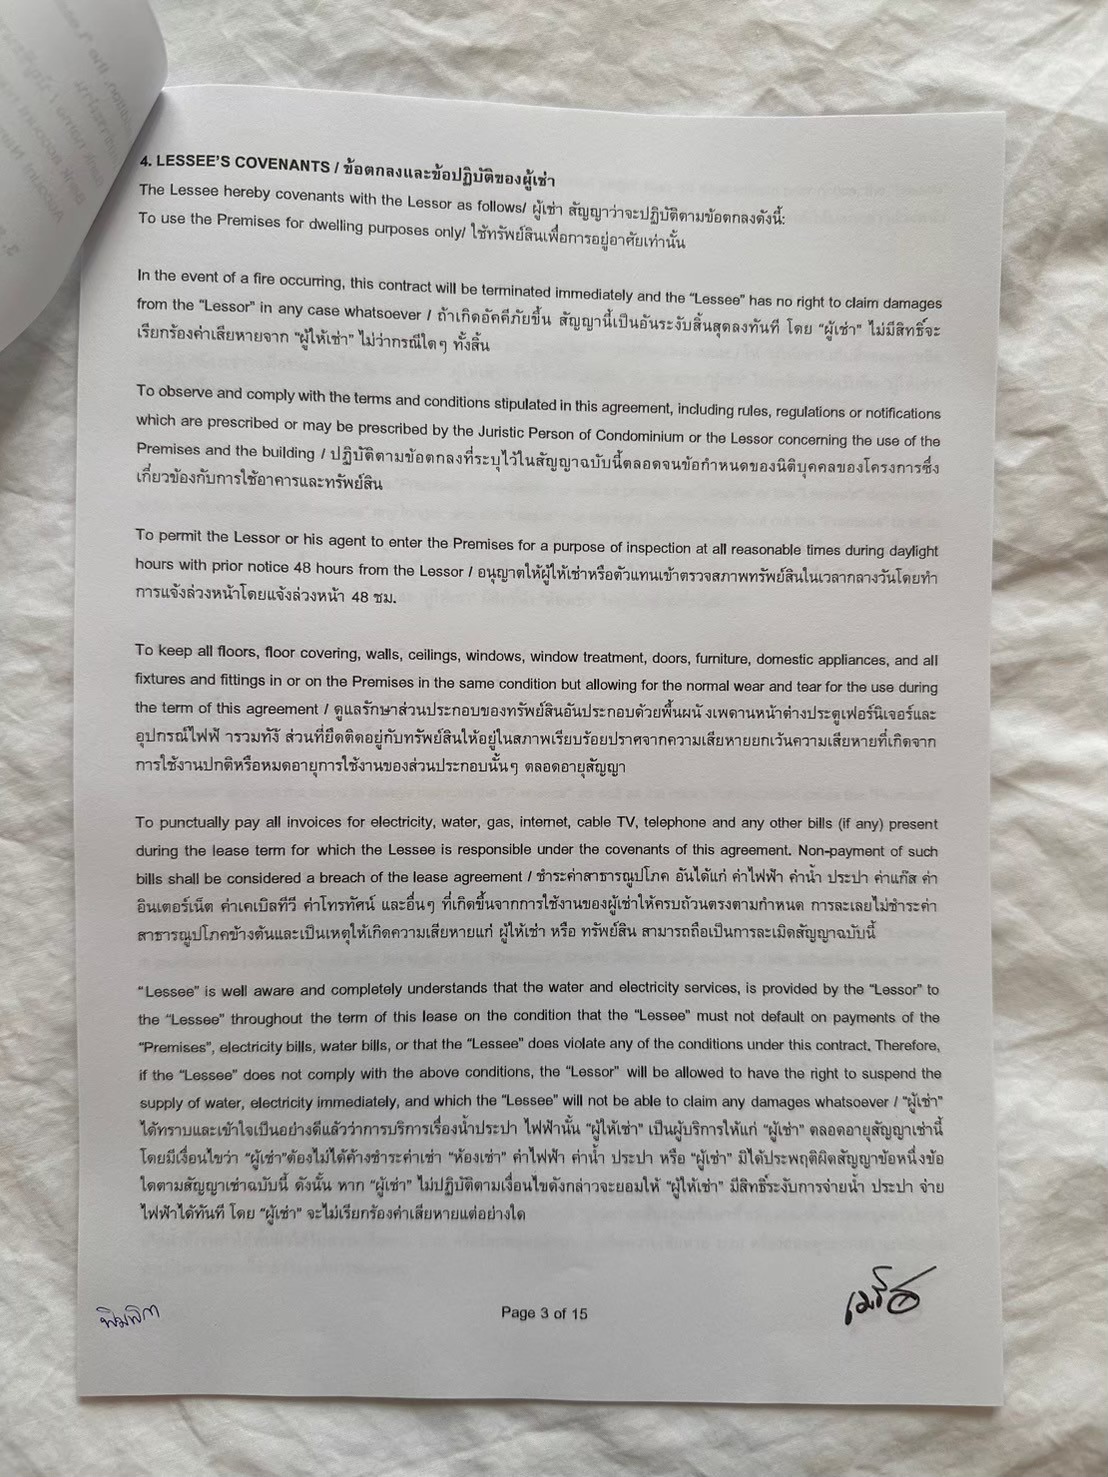 4. LESSEE'S COVENANTS / ข้อตกลงและข้อปฏิบัติของผู้เช่า
The Lessee hereby covenants with the Lessor as follows/ ผู้เช่า สัญญาว่าจะปฏิบัติตามข้อตกลงดังนี้:
To use the Premises for dwelling purposes only/ ใช้ทรัพย์สินเพื่อการอยู่อาศัยเท่านั้น
In the event of a fire occurring, this contract will be terminated immediately and the “Lessee” has no right to claim damages
from the “Lessor” in any case whatsoever / ถ้าเกิดอัคคีภัยขึ้น สัญญานี้เป็นอันระงับสิ้นสุดลงทันที โดย “ผู้เช่า” ไม่มีสิทธิ์จะ
เรียกร้องค่าเสียหายจาก “ผู้ให้เช่า” ไม่ว่ากรณีใดๆ ทั้งสิ้น
To observe and comply with the terms and conditions stipulated in this agreement, including rules, regulations or notifications
which are prescribed or may be prescribed by the Juristic Person of Condominium or the Lessor concerning the use of the
Premises and the building / ปฏิบัติตามข้อตกลงที่ระบุไว้ในสัญญาฉบับนี้ตลอดจนข้อกำหนดของนิติบุคคลของโครงการซึ่ง
เกี่ยวข้องกับการใช้อาคารและทรัพย์สิน
To permit the Lessor or his agent to enter the Premises for a purpose of inspection at all reasonable times during daylight
hours with prior notice 48 hours from the Lessor / อนุญาตให้ผู้ให้เช่าหรือตัวแทนเข้าตรวจสภาพทรัพย์สินในเวลากลางวันโดยทำ
การแจ้งล่วงหน้าโดยแจ้งล่วงหน้า 48 ชม.
To keep all floors, floor covering, walls, ceilings, windows, window treatment, doors, furniture, domestic appliances, and all
fixtures and fittings in or on the Premises in the same condition but allowing for the normal wear and tear for the use during
the term of this agreement / ดูแลรักษาส่วนประกอบของทรัพย์สินอันประกอบด้วยพื้นผนั งเพดานหน้าต่างประตูเฟอร์นิเจอร์และ
อุปกรณ์ไฟฟ้ ารวมทั้งิ ส่วนที่ยึดติดอยู่กับทรัพย์สินให้อยู่ในสภาพเรียบร้อยปราศจากความเสียหายยกเว้นความเสียหายที่เกิดจาก
การใช้งานปกติหรือหมดอายุการใช้งานของส่วนประกอบนั้นๆ ตลอดอายุสัญญา
To punctually pay all invoices for electricity, water, gas, internet, cable TV, telephone and any other bills (if any) present
during the lease term for which the Lessee is responsible under the covenants of this agreement. Non-payment of such
bills shall be considered a breach of the lease agreement / ชำระค่าสาธารณูปโภค อันได้แก่ ค่าไฟฟ้า ค่าน้ำ ประปา ค่าแก๊ส ค่า
อินเตอร์เน็ต ค่าเคเบิลทีวี ค่าโทรทัศน์ และอื่นๆ ที่เกิดขึ้นจากการใช้งานของผู้เช่าให้ครบถ้วนตรงตามกำหนด การละเลยไม่ชำระค่า
สาธารณูปโภคข้างต้นและเป็นเหตุให้เกิดความเสียหายแก่ ผู้ให้เช่า หรือ ทรัพย์สิน สามารถถือเป็นการละเมิดสัญญาฉบับนี้
“Lessee” is well aware and completely understands that the water and electricity services, is provided by the “Lessor” to
the “Lessee” throughout the term of this lease on the condition that the “Lessee” must not default on payments of the
“Premises”, electricity bills, water bills, or that the “Lessee” does violate any of the conditions under this contract. Therefore,
if the “Lessee” does not comply with the above conditions, the “Lessor” will be allowed to have the right to suspend the
supply of water, electricity immediately, and which the “Lessee” will not be able to claim any damages whatsoever / “ผู้เช่า”
ได้ทราบและเข้าใจเป็นอย่างดีแล้วว่าการบริการเรื่องน้ำประปา ไฟฟ้านั้น “ผู้ให้เช่า” เป็นผู้บริการให้แก่ “ผู้เช่า” ตลอดอายุสัญญาเช่านี้
โดยมีเงื่อนไขว่า “ผู้เช่า”ต้องไม่ได้ค้างชำระค่าเช่า “ห้องเช่า” ค่าไฟฟ้า ค่าน้ำ ประปา หรือ “ผู้เช่า” มิได้ประพฤติผิดสัญญาข้อหนึ่งข้อ
ใดตามสัญญาเช่าฉบับนี้ ดังนั้น หาก “ผู้เช่า” ไม่ปฏิบัติตามเงื่อนไขดังกล่าวจะยอมให้ “ผู้ให้เช่า” มีสิทธิ์ระงับการจ่ายน้ำ ประปา จ่าย
ไฟฟ้าได้ทันที โดย “ผู้เช่า” จะไม่เรียกร้องค่าเสียหายแต่อย่างใด
Page 3 of 15